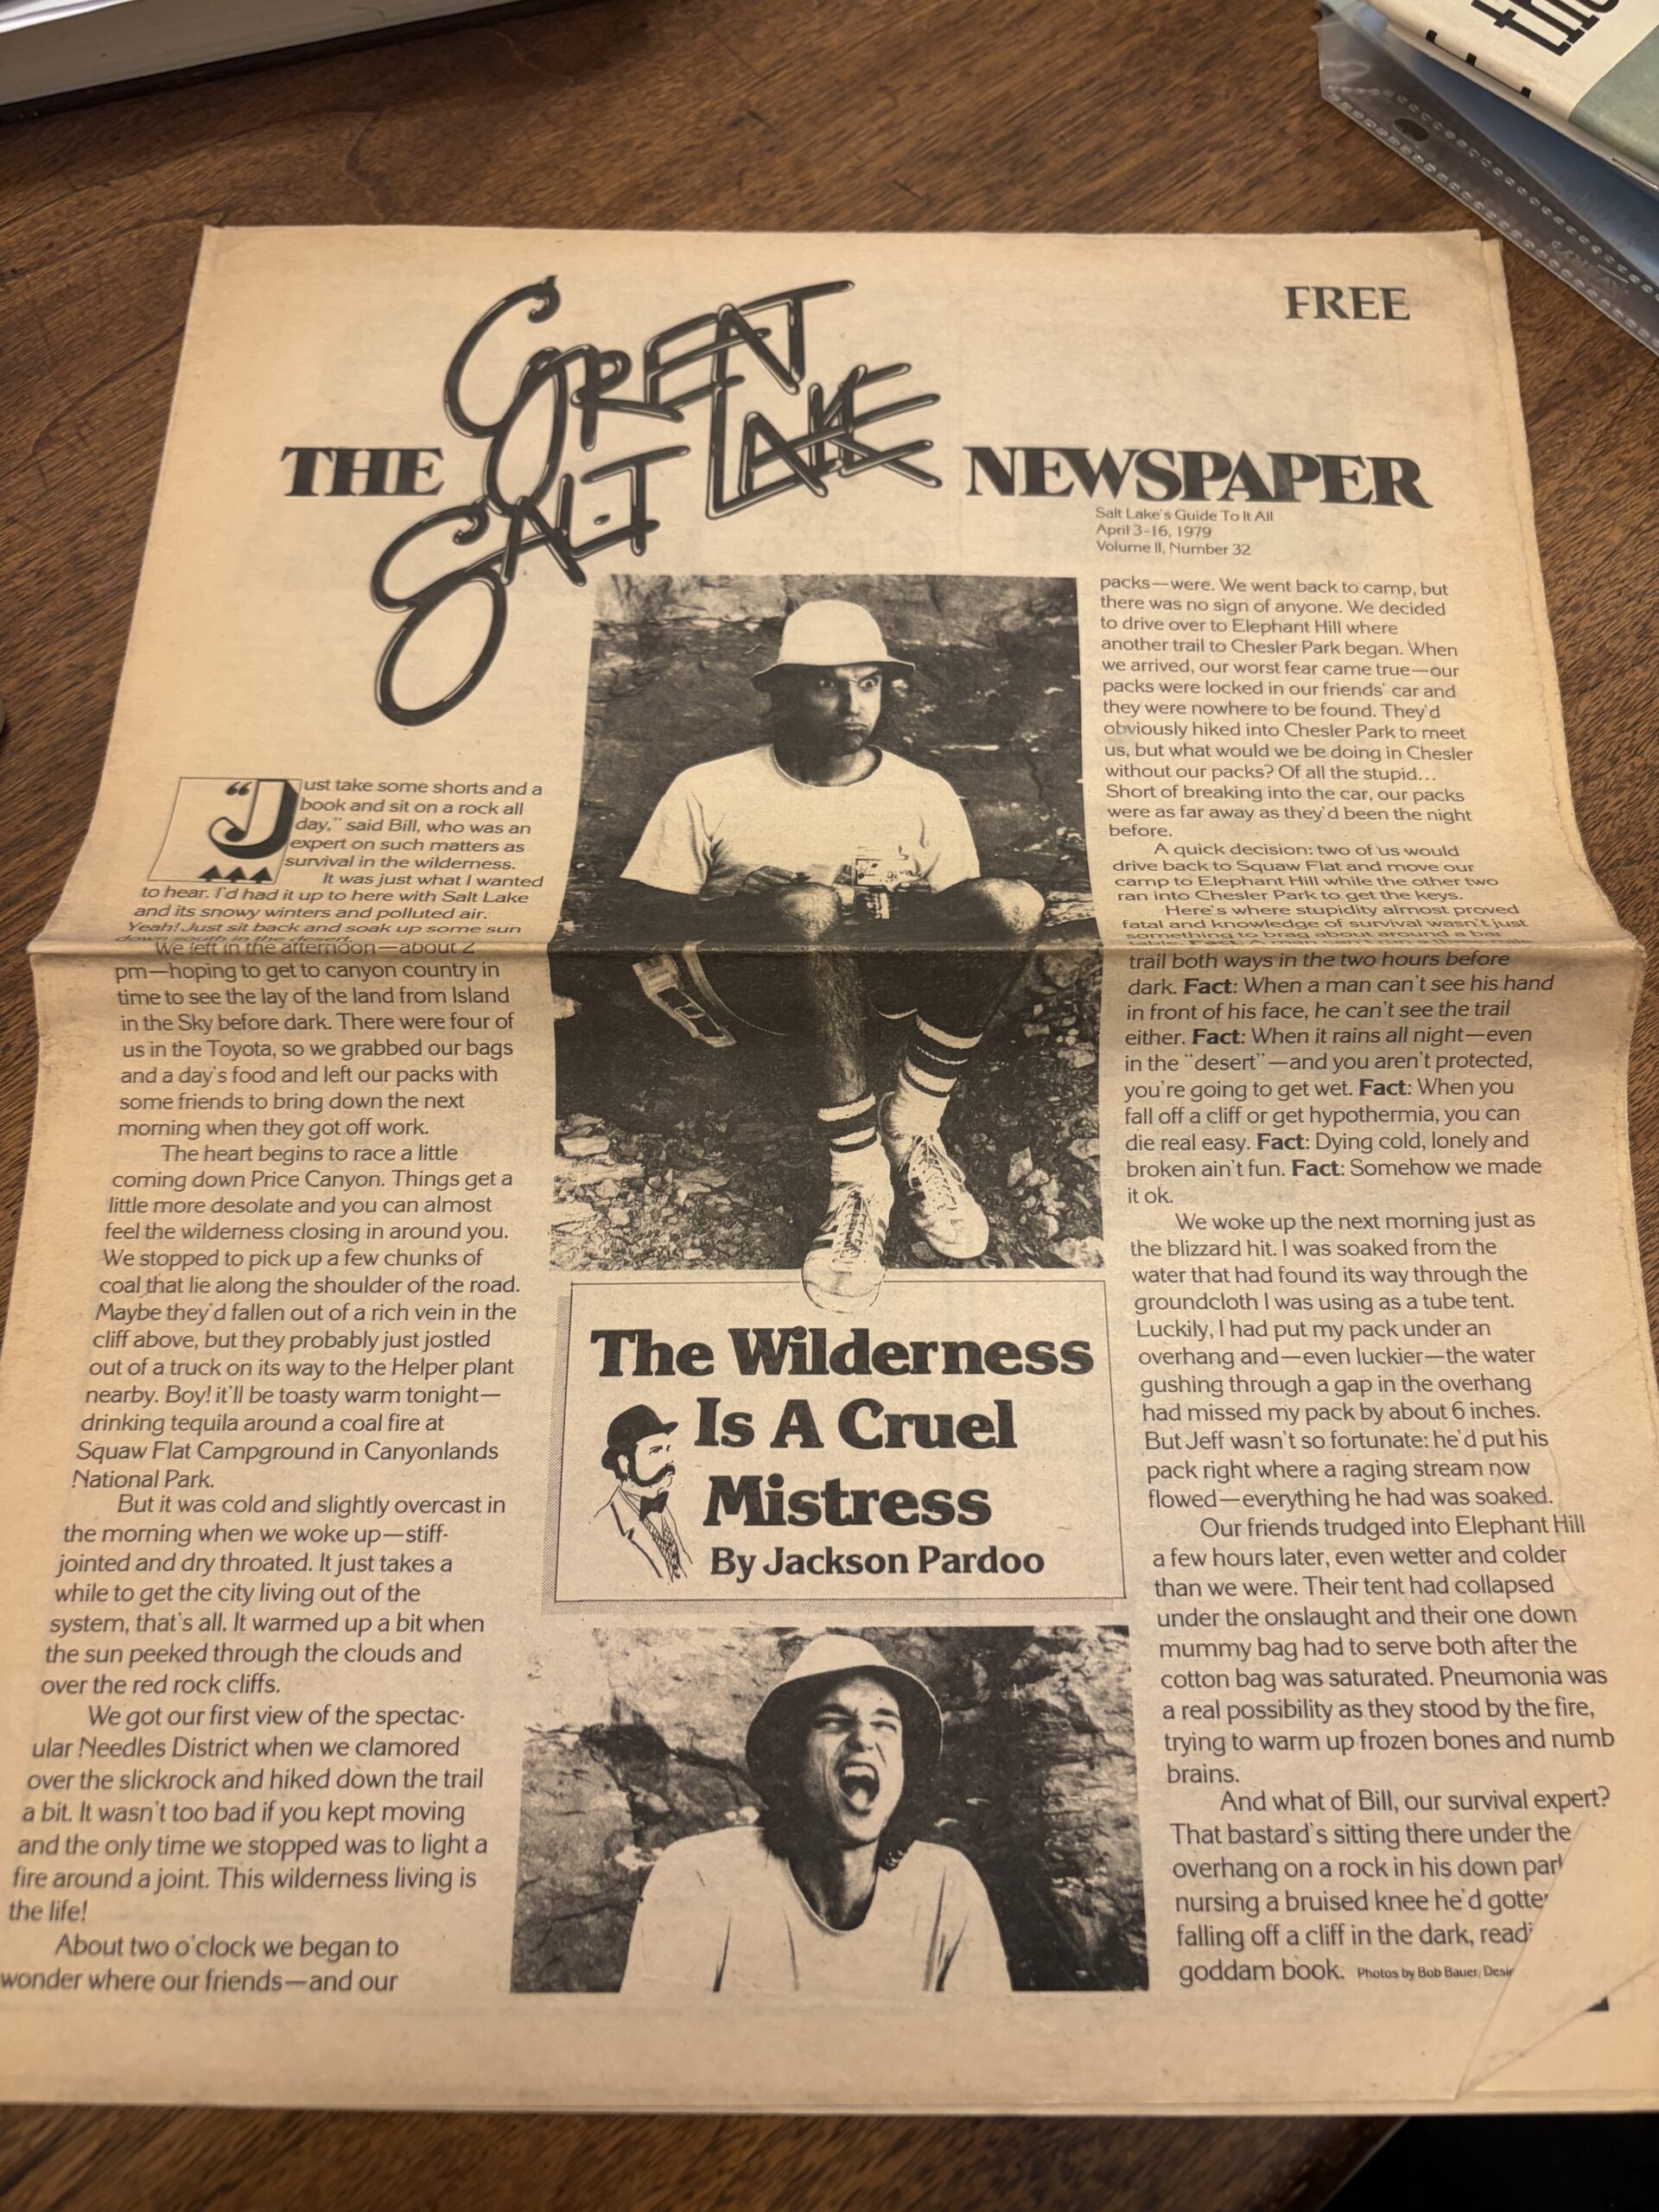 FREE
THE GREAT SALT LAKE NEWSPAPER
Salt Lake's Guide To It All
April 3-16, 1979
Volume II, Number 32
"Just take some shorts and a
book and sit on a rock all
day," said Bill, who was an
expert on such matters as
survival in the wilderness.
It was just what I wanted
to hear. I'd had it up to here with Salt Lake
and its snowy winters and polluted air.
Yeah! Just sit back and soak up some sun
down south in the desert.
We left in the afternoon—about 2
pm—hoping to get to canyon country in
time to see the lay of the land from Island
in the Sky before dark. There were four of
us in the Toyota, so we grabbed our bags
and a day's food and left our packs with
some friends to bring down the next
morning when they got off work.
The heart begins to race a little
coming down Price Canyon. Things get a
little more desolate and you can almost
feel the wilderness closing in around you.
We stopped to pick up a few chunks of
coal that lie along the shoulder of the road.
Maybe they'd fallen out of a rich vein in the
cliff above, but they probably just jostled
out of a truck on its way to the Helper plant
nearby. Boy! it'll be toasty warm tonight—
drinking tequila around a coal fire at
Squaw Flat Campground in Canyonlands
National Park.
But it was cold and slightly overcast in
the morning when we woke up—stiff-
jointed and dry throated. It just takes a
while to get the city living out of the
system, that's all. It warmed up a bit when
the sun peeked through the clouds and
over the red rock cliffs.
We got our first view of the spectac-
ular Needles District when we clamored
over the slickrock and hiked down the trail
a bit. It wasn't too bad if you kept moving
and the only time we stopped was to light a
fire around a joint. This wilderness living is
the life!
About two o'clock we began to
wonder where our friends—and our
The Wilderness
Is A Cruel
Mistress
By Jackson Pardoo
packs—were. We went back to camp, but
there was no sign of anyone. We decided
to drive over to Elephant Hill where
another trail to Chesler Park began. When
we arrived, our worst fear came true—our
packs were locked in our friends' car and
they were nowhere to be found. They'd
obviously hiked into Chesler Park to meet
us, but what would we be doing in Chesler
without our packs? Of all the stupid...
Short of breaking into the car, our packs
were as far away as they'd been the night
before.
A quick decision: two of us would
drive back to Squaw Flat and move our
camp to Elephant Hill while the other two
ran into Chesler Park to get the keys.
Here's where stupidity almost proved
fatal and knowledge of survival wasn't just
something to brag about around a bar
table. Fact: A man can't run a
trail both ways in the two hours before
dark. Fact: When a man can't see his hand
in front of his face, he can't see the trail
either. Fact: When it rains all night—even
in the "desert"—and you aren't protected,
you're going to get wet. Fact: When you
fall off a cliff or get hypothermia, you can
die real easy. Fact: Dying cold, lonely and
broken ain't fun. Fact: Somehow we made
it ok.
We woke up the next morning just as
the blizzard hit. I was soaked from the
water that had found its way through the
groundcloth I was using as a tube tent.
Luckily, I had put my pack under an
overhang and—even luckier—the water
gushing through a gap in the overhang
had missed my pack by about 6 inches.
But Jeff wasn't so fortunate: he'd put his
pack right where a raging stream now
flowed—everything he had was soaked.
Our friends trudged into Elephant Hill
a few hours later, even wetter and colder
than we were. Their tent had collapsed
under the onslaught and their one down
mummy bag had to serve both after the
cotton bag was saturated. Pneumonia was
a real possibility as they stood by the fire,
trying to warm up frozen bones and numb
brains.
And what of Bill, our survival expert?
That bastard's sitting there under the
overhang on a rock in his down
nursing a bruised knee he'd
falling off a cliff in the dark,
goddam book. Photos by Bob Bauer/